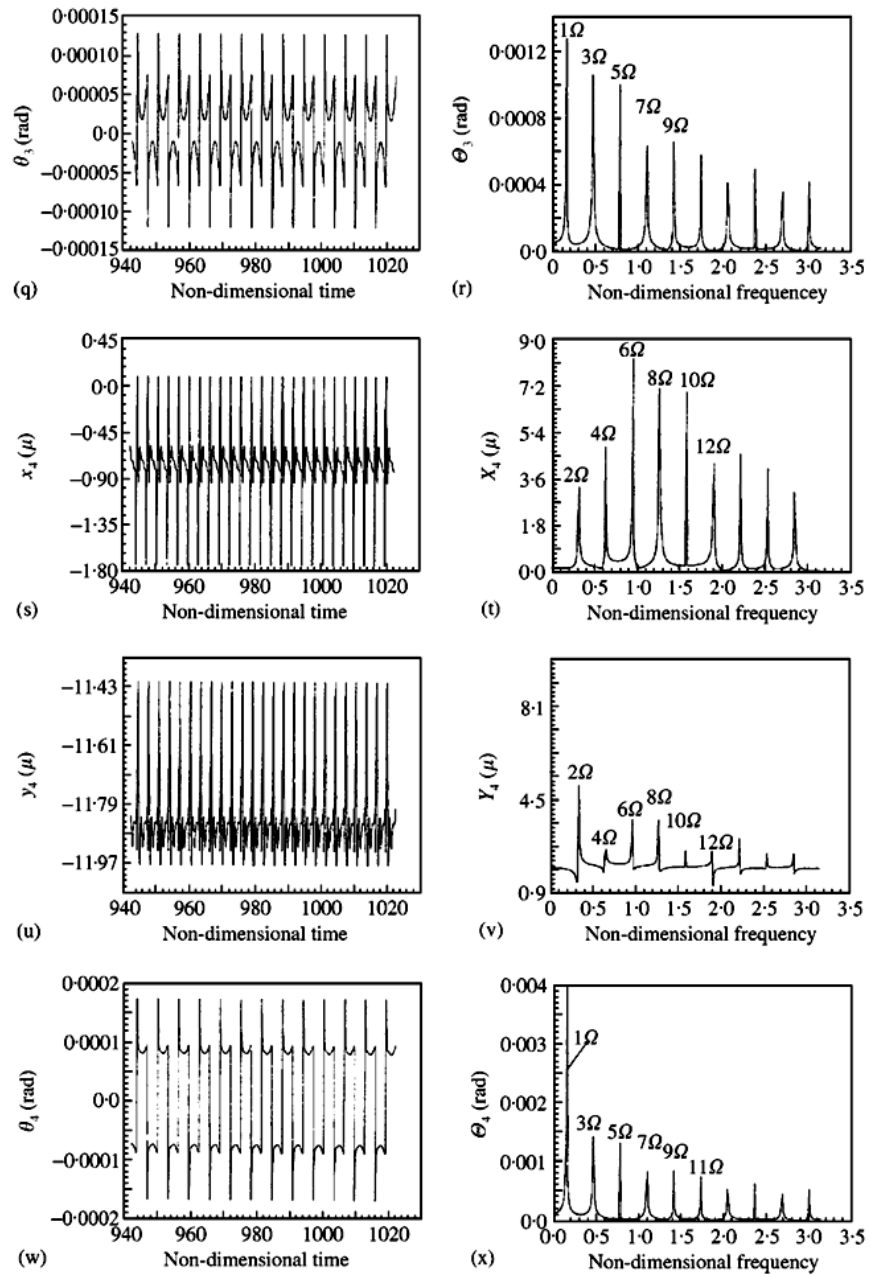 0·00015
0·00010
0·00005
0·0
−0·00005
−0·00010
−0·00015
θ3 (rad)
940 960 980 1000 1020
(q) Non-dimensional time
0·0012
0·0008
0·0004
0·0
Θ3 (rad)
1Ω
3Ω
5Ω
7Ω
9Ω
0 0·5 1·0 1·5 2·0 2·5 3·0 3·5
(r) Non-dimensional frequencey
0·45
0·0
−0·45
−0·90
−1·35
−1·80
x4 (μ)
940 960 980 1000 1020
(s) Non-dimensional time
9·0
7·2
5·4
3·6
1·8
0·0
X4 (μ)
2Ω
4Ω
6Ω
8Ω
10Ω
12Ω
0 0·5 1·0 1·5 2·0 2·5 3·0 3·5
(t) Non-dimensional frequency
−11·43
−11·61
−11·79
−11·97
y4 (μ)
940 960 980 1000 1020
(u) Non-dimensional time
8·1
4·5
0·9
Y4 (μ)
2Ω
4Ω
6Ω
8Ω
10Ω
12Ω
0 0·5 1·0 1·5 2·0 2·5 3·0 3·5
(v) Non-dimensional frequency
0·0002
0·0001
0·0
−0·0001
−0·0002
θ4 (rad)
940 960 980 1000 1020
(w) Non-dimensional time
0·004
0·003
0·002
0·001
0·0
Θ4 (rad)
1Ω
3Ω
5Ω
7Ω
9Ω
11Ω
0 0·5 1·0 1·5 2·0 2·5 3·0 3·5
(x) Non-dimensional frequency